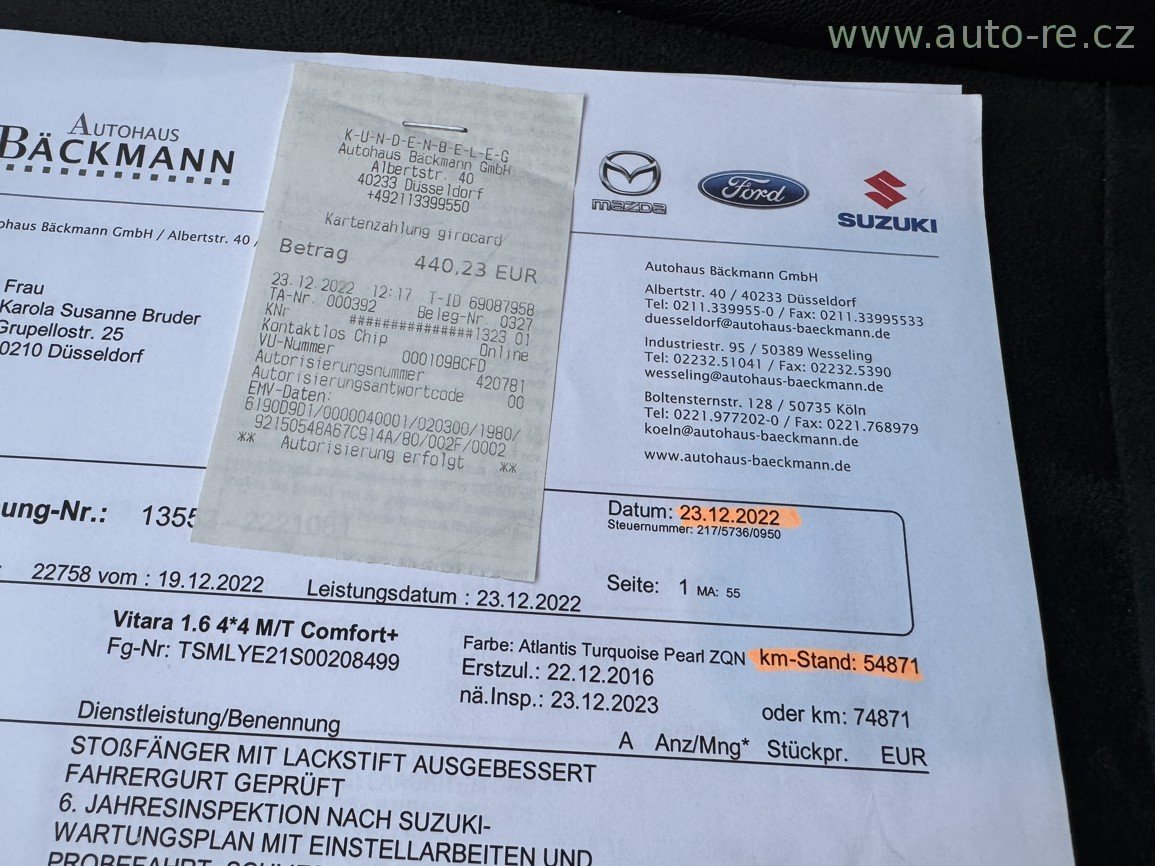 www.auto-re.cz
AUTOHAUS
BÄCKMANN
K-U-N-D-E-N-B-E-L-E-G
Autohaus Bäckmann GmbH
Albertstr. 40
40233 Düsseldorf
+492113399550
Kartenzahlung girocard
Betrag 440,23 EUR
23.12.2022 12:17 T-ID 69087958
TA-Nr. 000392 Beleg-Nr. 0327
KNr ###############1323 01
Kontaktlos Chip Online
VU-Nummer 000109BCFD
Autorisierungsnummer 420781
Autorisierungsantwortcode 00
EMV-Daten:
6190D9D1/0000040001/020300/1980/
92150548A67C914A/80/002F/0002
** Autorisierung erfolgt **
mazda
Ford
SUZUKI
Bäckmann GmbH / Albertstr. 40 /
Frau
Karola Susanne Bruder
Grupellostr. 25
0210 Düsseldorf
Autohaus Bäckmann GmbH
Albertstr. 40 / 40233 Düsseldorf
Tel: 0211.339955-0 / Fax: 0211.33995533
duesseldorf@autohaus-baeckmann.de
Industriestr. 95 / 50389 Wesseling
Tel: 02232.51041 / Fax: 02232.5390
wesseling@autohaus-baeckmann.de
Boltensternstr. 128 / 50735 Köln
Tel: 0221.977202-0 / Fax: 0221.768979
koeln@autohaus-baeckmann.de
www.autohaus-baeckmann.de
ung-Nr.: 1355
Datum: 23.12.2022
Steuernummer: 217/5736/0950
22758 vom : 19.12.2022 Leistungsdatum : 23.12.2022 Seite: 1 MA: 55
Vitara 1.6 4*4 M/T Comfort+
Fg-Nr: TSMLYE21S00208499
Farbe: Atlantis Turquoise Pearl ZQN km-Stand: 54871
Erstzul.: 22.12.2016
nä.Insp.: 23.12.2023 oder km: 74871
Dienstleistung/Benennung A Anz/Mng* Stückpr. EUR
STOßFÄNGER MIT LACKSTIFT AUSGEBESSERT
FAHRERGURT GEPRÜFT
6. JAHRESINSPEKTION NACH SUZUKI-
WARTUNGSPLAN MIT EINSTELLARBEITEN UND
PROBEFAHRT,